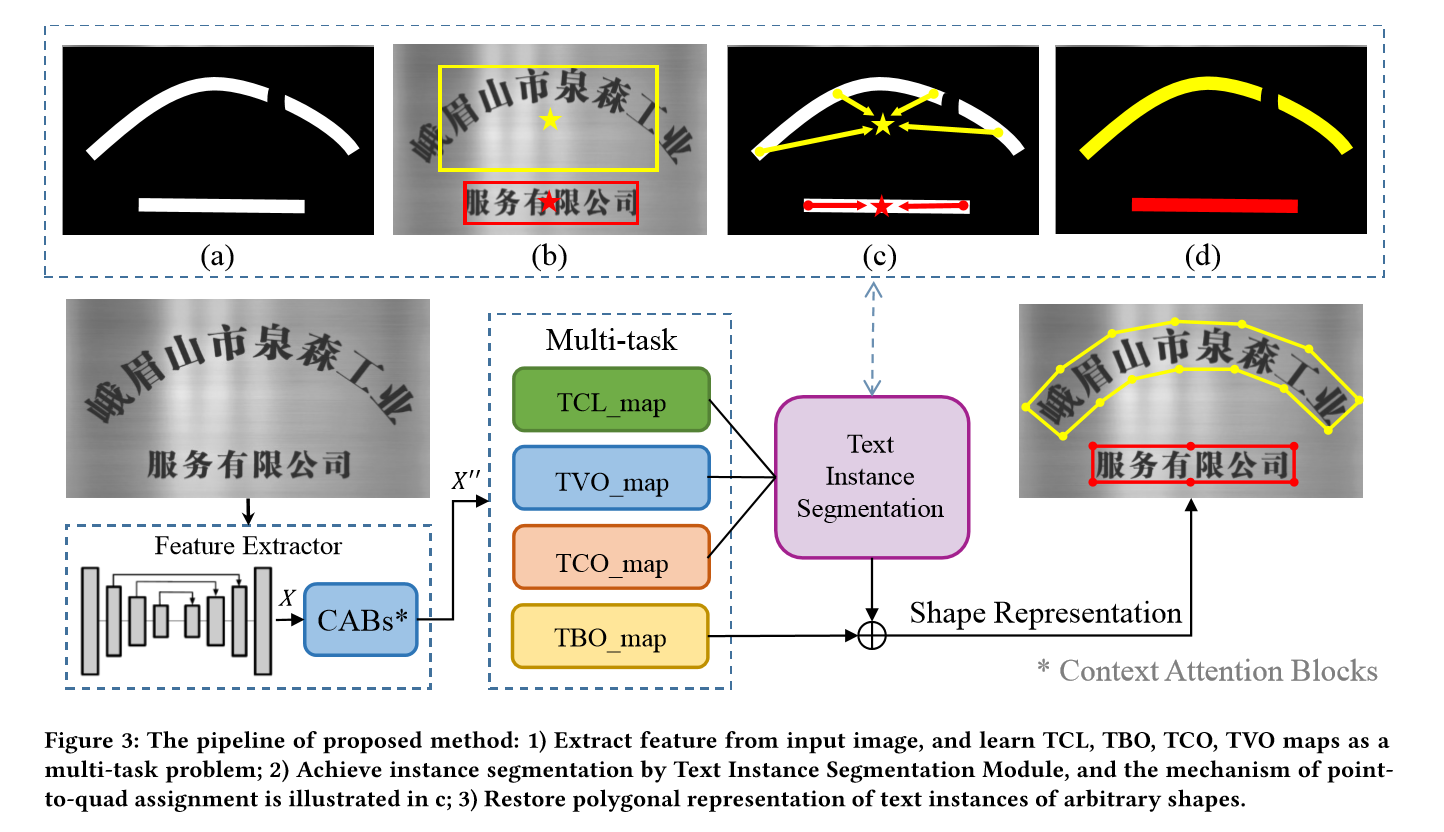 峨眉山市泉森工业
服务有限公司
(a) (b) (c) (d)
峨眉山市泉森工业
服务有限公司
Feature Extractor
X
CABs*
X′′
Multi-task
TCL_map
TVO_map
TCO_map
TBO_map
Text
Instance
Segmentation
峨眉山市泉森工业
服务有限公司
Shape Representation
* Context Attention Blocks
Figure 3: The pipeline of proposed method: 1) Extract feature from input image, and learn TCL, TBO, TCO, TVO maps as a
multi-task problem; 2) Achieve instance segmentation by Text Instance Segmentation Module, and the mechanism of point-
to-quad assignment is illustrated in c; 3) Restore polygonal representation of text instances of arbitrary shapes.